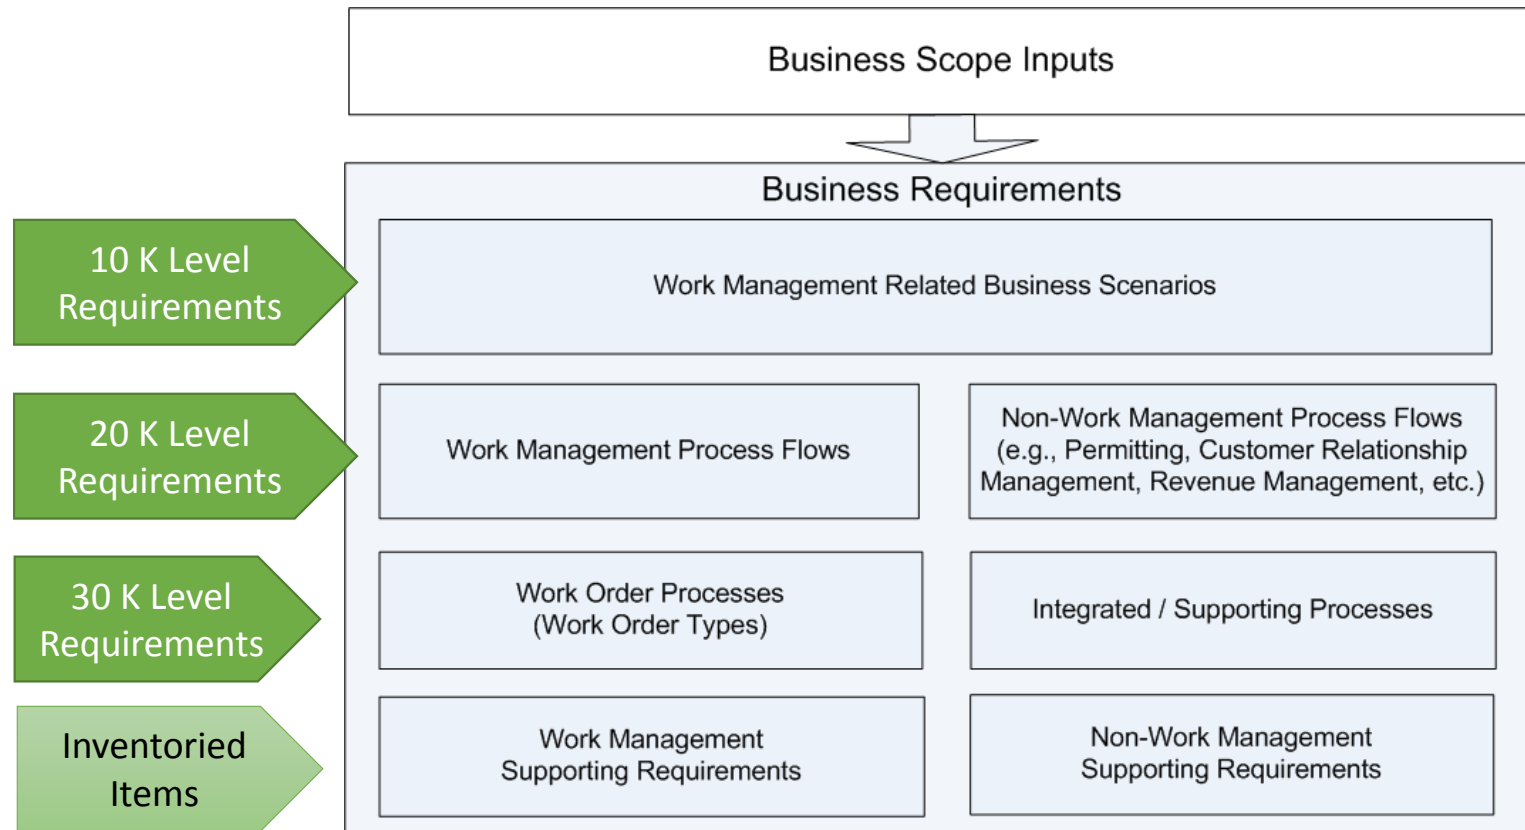 Business Scope Inputs
Business Requirements
10 K Level
Requirements
Work Management Related Business Scenarios
20 K Level
Requirements
Work Management Process Flows
Non-Work Management Process Flows
(e.g., Permitting, Customer Relationship
Management, Revenue Management, etc.)
30 K Level
Requirements
Work Order Processes
(Work Order Types)
Integrated / Supporting Processes
Inventoried
Items
Work Management
Supporting Requirements
Non-Work Management
Supporting Requirements